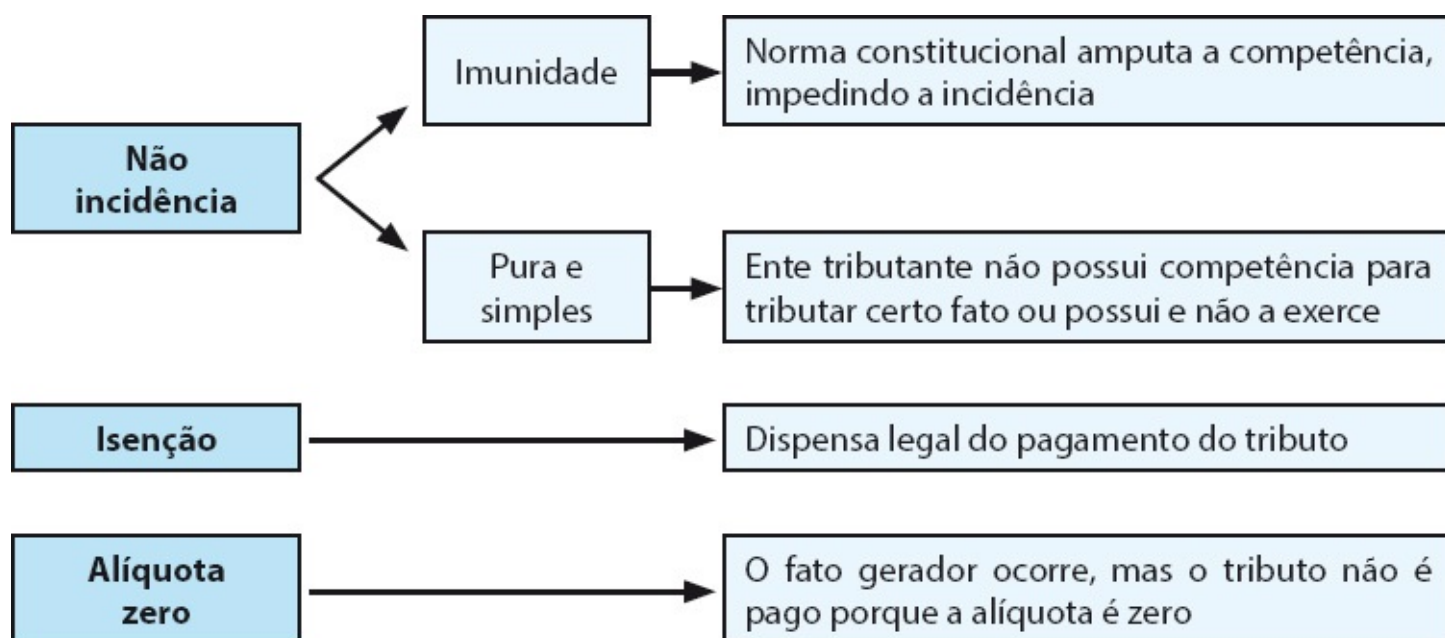 Imunidade
Norma constitucional amputa a competência,
impedindo a incidência
Não
incidência
Pura e
simples
Ente tributante não possui competência para
tributar certo fato ou possui e não a exerce
Isenção
Dispensa legal do pagamento do tributo
Alíquota
zero
O fato gerador ocorre, mas o tributo não é
pago porque a alíquota é zero